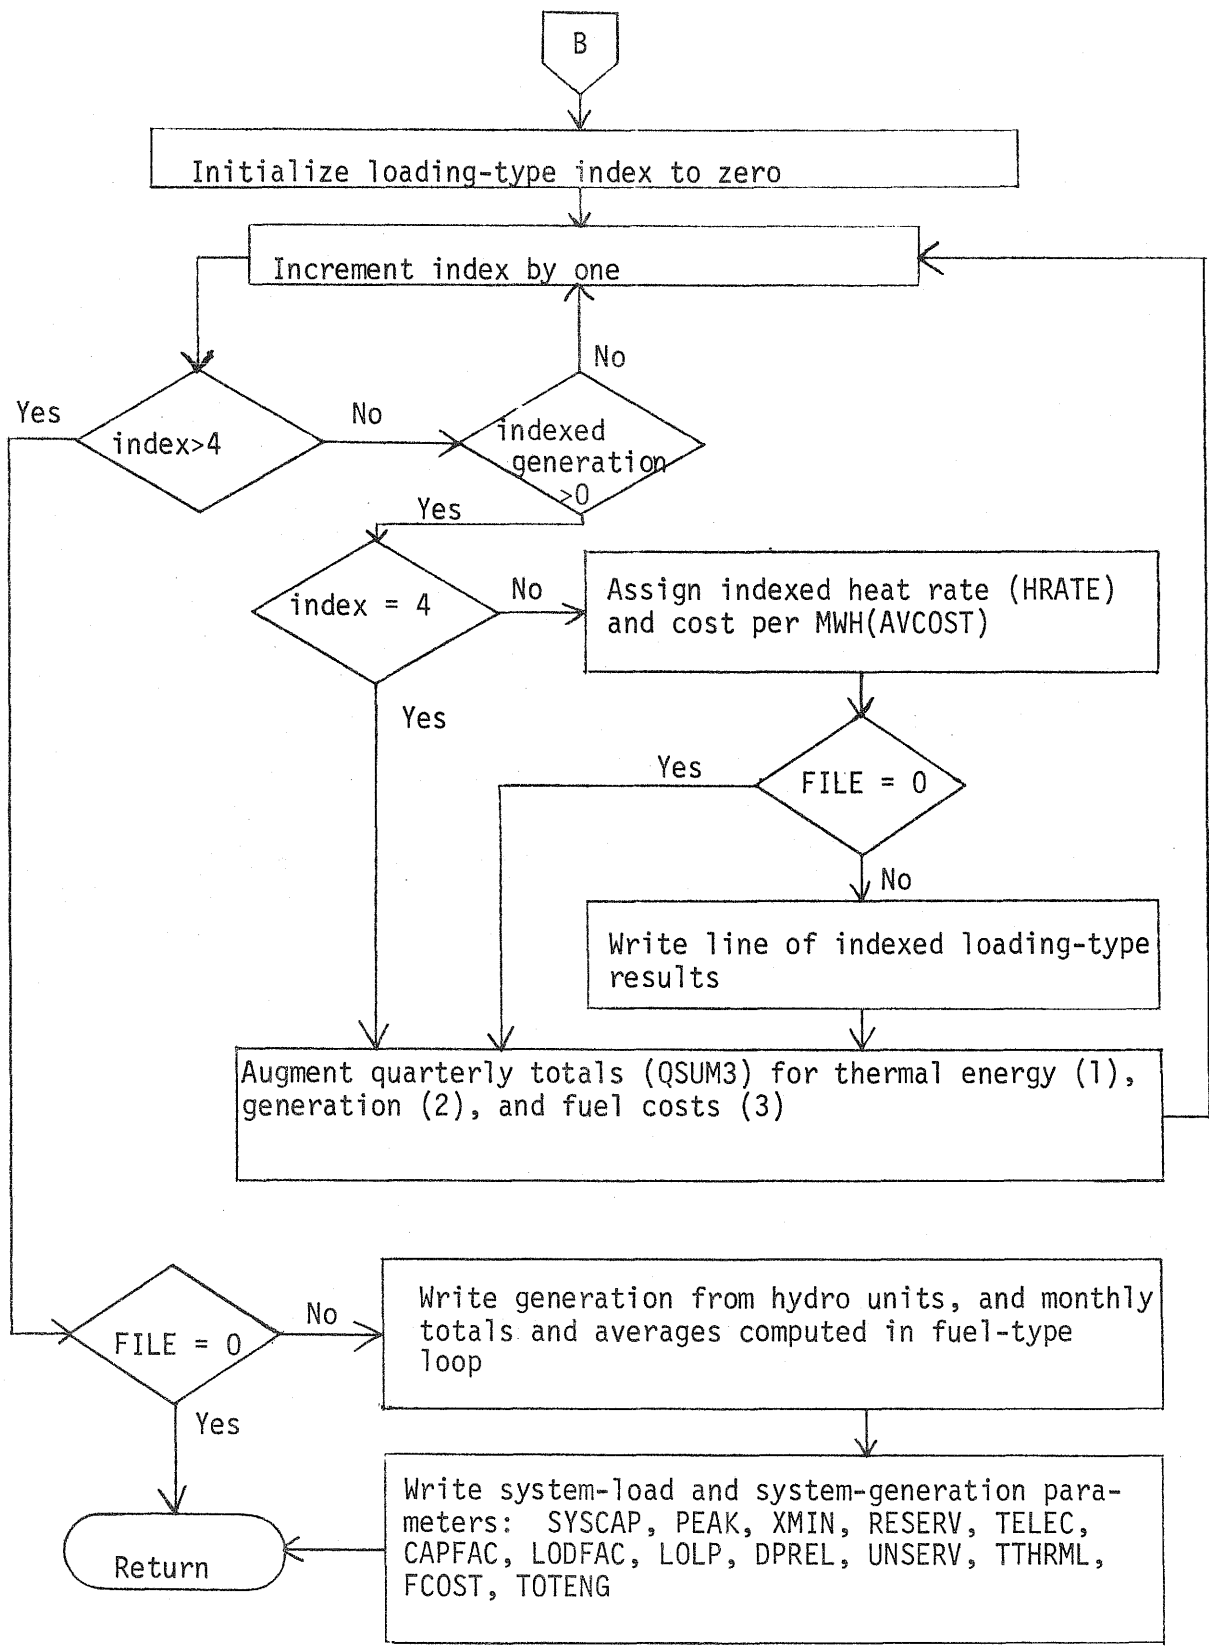 B
Initialize loading-type index to zero
Increment index by one
No
Yes
No
index>4
indexed
generation
>0
Yes
index = 4
No
Assign indexed heat rate (HRATE)
and cost per MWH(AVCOST)
Yes
Yes
FILE = 0
No
Write line of indexed loading-type
results
Augment quarterly totals (QSUM3) for thermal energy (1),
generation (2), and fuel costs (3)
FILE = 0
No
Write generation from hydro units, and monthly
totals and averages computed in fuel-type
loop
Yes
Write system-load and system-generation para-
meters: SYSCAP, PEAK, XMIN, RESERV, TELEC,
CAPFAC, LODFAC, LOLP, DPREL, UNSERV, TTHRML,
FCOST, TOTENG
Return